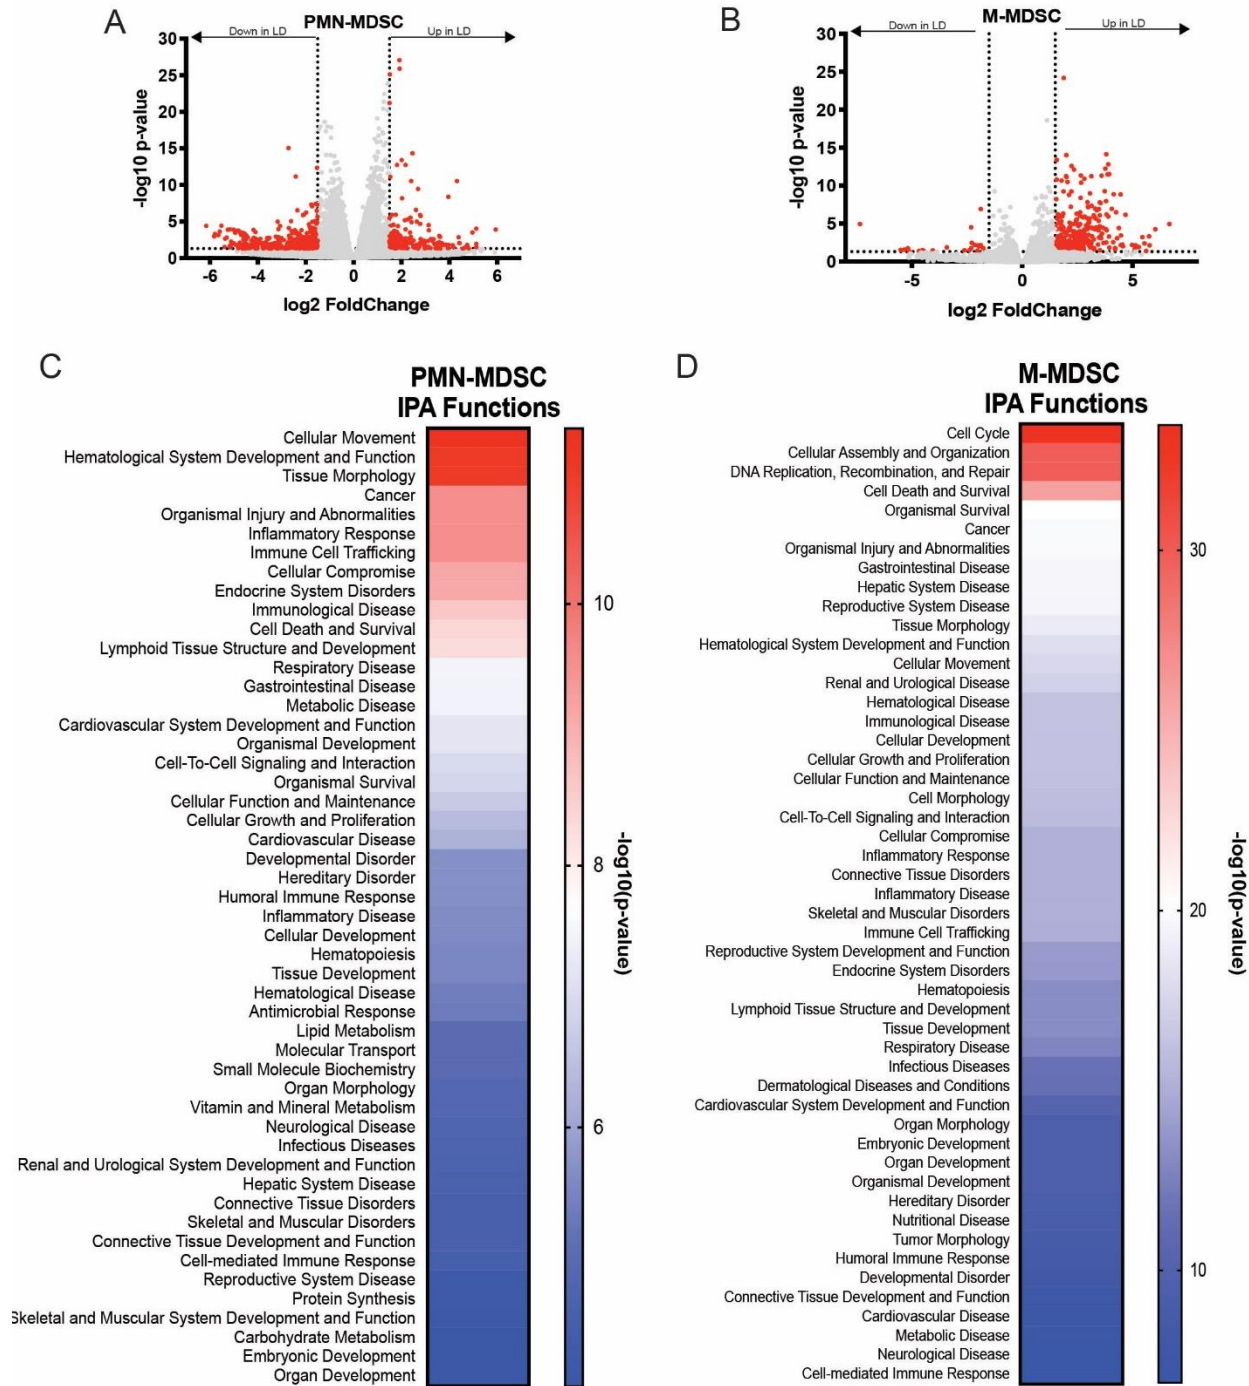 A
PMN-MDSC
Down in LD
Up in LD
30
25
20
15
10
5
0
-log10 p-value
-6
-4
-2
0
2
4
6
log2 FoldChange
B
M-MDSC
Down in LD
Up in LD
30
25
20
15
10
5
0
-log10 p-value
-5
0
5
log2 FoldChange
C
PMN-MDSC
IPA Functions
Cellular Movement
Hematological System Development and Function
Tissue Morphology
Cancer
Organismal Injury and Abnormalities
Inflammatory Response
Immune Cell Trafficking
Cellular Compromise
Endocrine System Disorders
Immunological Disease
Cell Death and Survival
Lymphoid Tissue Structure and Development
Respiratory Disease
Gastrointestinal Disease
Metabolic Disease
Cardiovascular System Development and Function
Organismal Development
Cell-To-Cell Signaling and Interaction
Organismal Survival
Cellular Function and Maintenance
Cellular Growth and Proliferation
Cardiovascular Disease
Developmental Disorder
Hereditary Disorder
Humoral Immune Response
Inflammatory Disease
Cellular Development
Hematopoiesis
Tissue Development
Hematological Disease
Antimicrobial Response
Lipid Metabolism
Molecular Transport
Small Molecule Biochemistry
Organ Morphology
Vitamin and Mineral Metabolism
Neurological Disease
Infectious Diseases
Renal and Urological System Development and Function
Hepatic System Disease
Connective Tissue Disorders
Skeletal and Muscular Disorders
Connective Tissue Development and Function
Cell-mediated Immune Response
Reproductive System Disease
Protein Synthesis
Skeletal and Muscular System Development and Function
Carbohydrate Metabolism
Embryonic Development
Organ Development
10
8
6
-log10(p-value)
D
M-MDSC
IPA Functions
Cell Cycle
Cellular Assembly and Organization
DNA Replication, Recombination, and Repair
Cell Death and Survival
Organismal Survival
Cancer
Organismal Injury and Abnormalities
Gastrointestinal Disease
Hepatic System Disease
Reproductive System Disease
Tissue Morphology
Hematological System Development and Function
Cellular Movement
Renal and Urological Disease
Hematological Disease
Immunological Disease
Cellular Development
Cellular Growth and Proliferation
Cellular Function and Maintenance
Cell Morphology
Cell-To-Cell Signaling and Interaction
Cellular Compromise
Inflammatory Response
Connective Tissue Disorders
Inflammatory Disease
Skeletal and Muscular Disorders
Immune Cell Trafficking
Reproductive System Development and Function
Endocrine System Disorders
Hematopoiesis
Lymphoid Tissue Structure and Development
Tissue Development
Respiratory Disease
Infectious Diseases
Dermatological Diseases and Conditions
Cardiovascular System Development and Function
Organ Morphology
Embryonic Development
Organ Development
Organismal Development
Hereditary Disorder
Nutritional Disease
Tumor Morphology
Humoral Immune Response
Developmental Disorder
Connective Tissue Development and Function
Cardiovascular Disease
Metabolic Disease
Neurological Disease
Cell-mediated Immune Response
30
20
10
-log10(p-value)